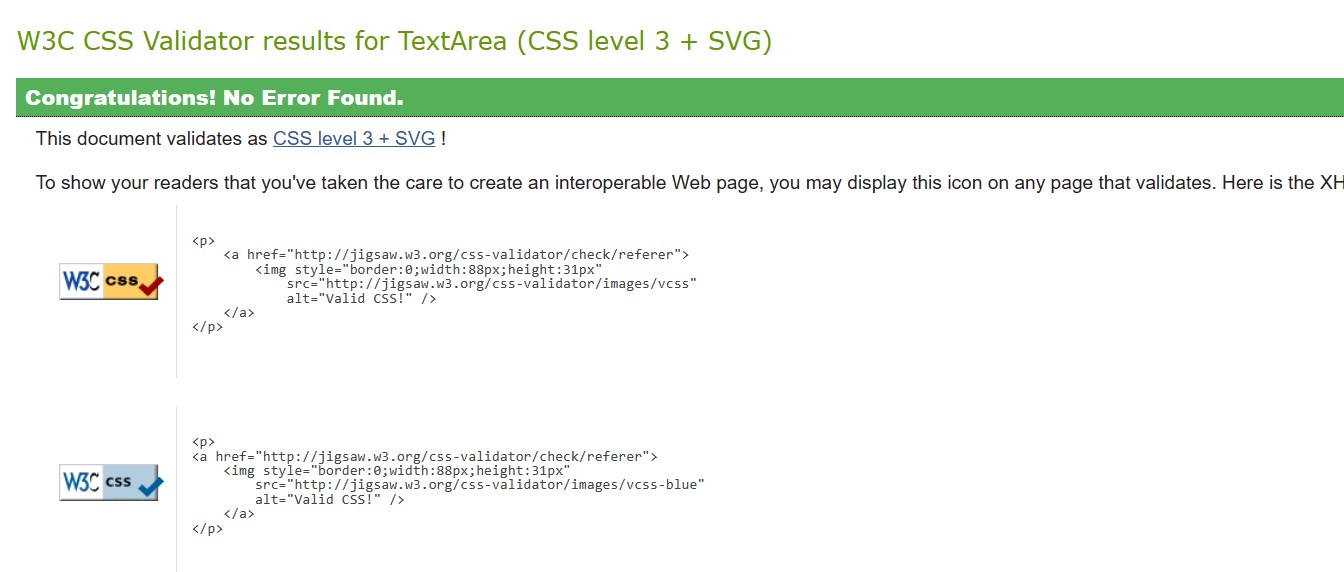 W3C CSS Validator results for TextArea (CSS level 3 + SVG)
Congratulations! No Error Found.
This document validates as CSS level 3 + SVG !
To show your readers that you've taken the care to create an interoperable Web page, you may display this icon on any page that validates. Here is the XH
<p>
<a href="http://jigsaw.w3.org/css-validator/check/referer">
<img style="border:0;width:88px;height:31px"
W3C css
src="http://jigsaw.w3.org/css-validator/images/vcss"
alt="Valid CSS!" />
</a>
</p>
<p>
<a href="http://jigsaw.w3.org/css-validator/check/referer">
<img style="border:0;width:88px;height:31px"
W3C css
src="http://jigsaw.w3.org/css-validator/images/vcss-blue"
alt="Valid CSS!" />
</a>
</p>